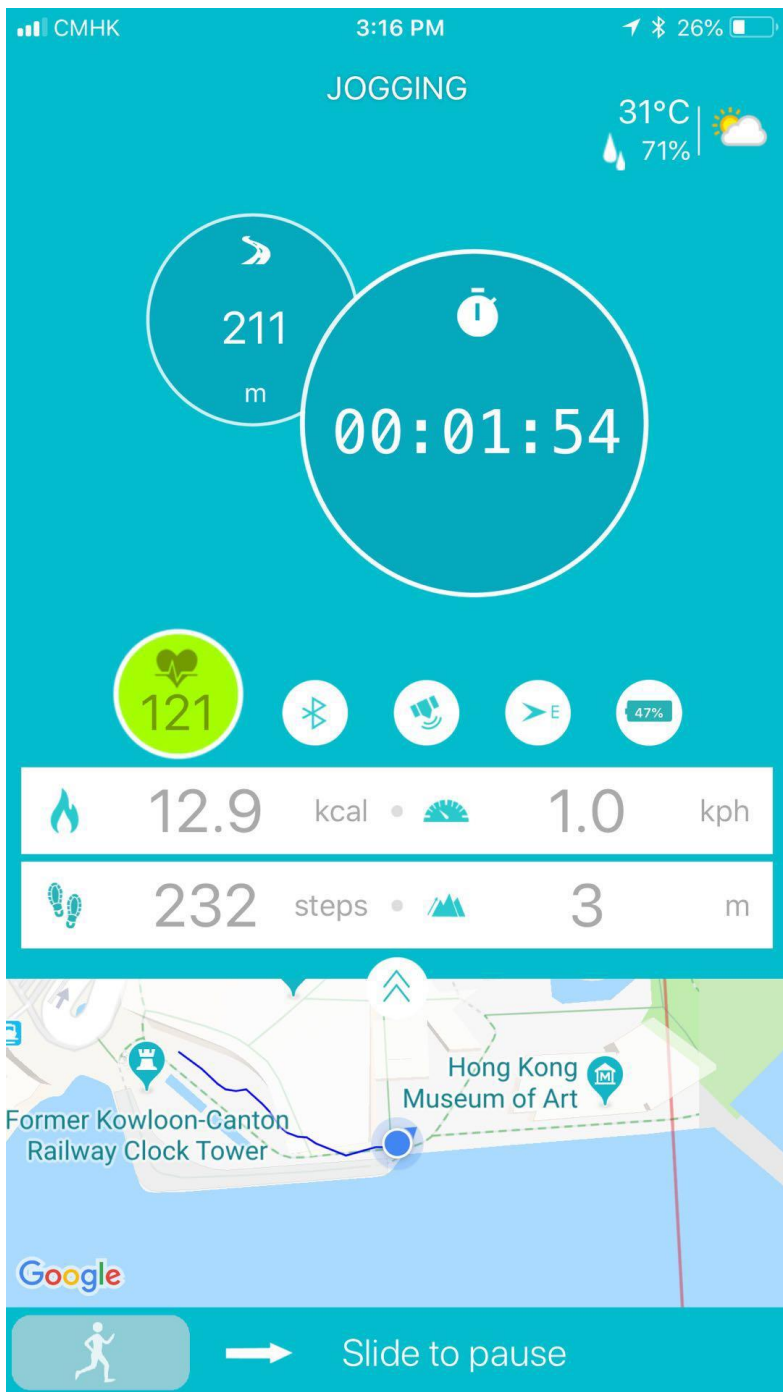 CMHK 3:16 PM 26%
JOGGING
31°C
71%
211
m
00:01:54
121
E
47%
12.9 kcal 1.0 kph
232 steps 3 m
Hong Kong
Museum of Art
M
Former Kowloon-Canton
Railway Clock Tower
Google
Slide to pause